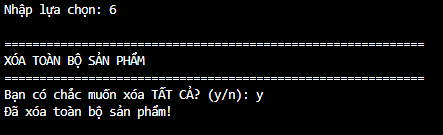 Nhập lựa chọn: 6
============================================================
XÓA TOÀN BỘ SẢN PHẨM
============================================================
Bạn có chắc muốn xóa TẤT CẢ? (y/n): y
Đã xóa toàn bộ sản phẩm!